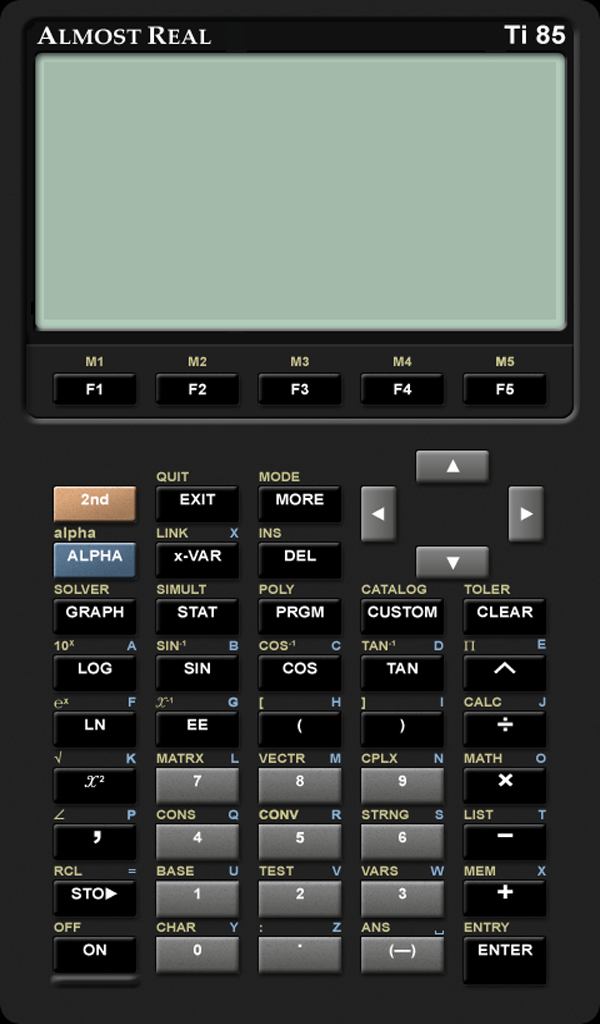 ALMOST REAL Ti 85
M1 M2 M3 M4 M5
F1 F2 F3 F4 F5
QUIT MODE
2nd EXIT MORE
alpha LINK X INS
ALPHA x-VAR DEL
SOLVER SIMULT POLY CATALOG TOLER
GRAPH STAT PRGM CUSTOM CLEAR
10ˣ A SIN⁻¹ B COS⁻¹ C TAN⁻¹ D Π E
LOG SIN COS TAN ^
eˣ F x⁻¹ G [ H ] I CALC J
LN EE ( ) ÷
√ K MATRX L VECTR M CPLX N MATH O
x² 7 8 9 ×
∠ P CONS Q CONV R STRNG S LIST T
, 4 5 6 −
RCL = BASE U TEST V VARS W MEM X
STO▶ 1 2 3 +
OFF CHAR Y : Z ANS ␣ ENTRY
ON 0 . (—) ENTER